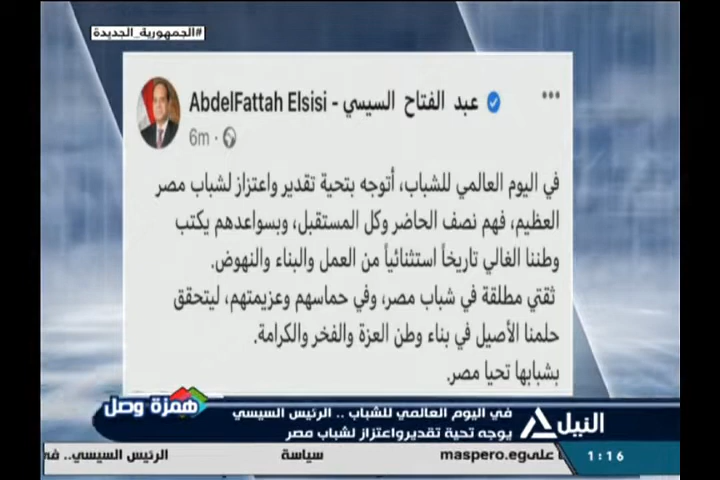 #الجمهورية_الجديدة
AbdelFattah Elsisi - عبد الفتاح السيسي
6m ·
في اليوم العالمي للشباب، أتوجه بتحية تقدير واعتزاز لشباب مصر
العظيم، فهم نصف الحاضر وكل المستقبل، وبسواعدهم يكتب
وطننا الغالي تاريخاً استثنائياً من العمل والبناء والنهوض.
ثقتي مطلقة في شباب مصر، وفي حماسهم وعزيمتهم، ليتحقق
حلمنا الأصيل في بناء وطن العزة والفخر والكرامة.
بشبابها تحيا مصر.
همزة وصل
النيل
في اليوم العالمي للشباب .. الرئيس السيسي
يوجه تحية تقديرواعتزاز لشباب مصر
1:16
على maspero.eg
سياسة
الرئيس السيسي..